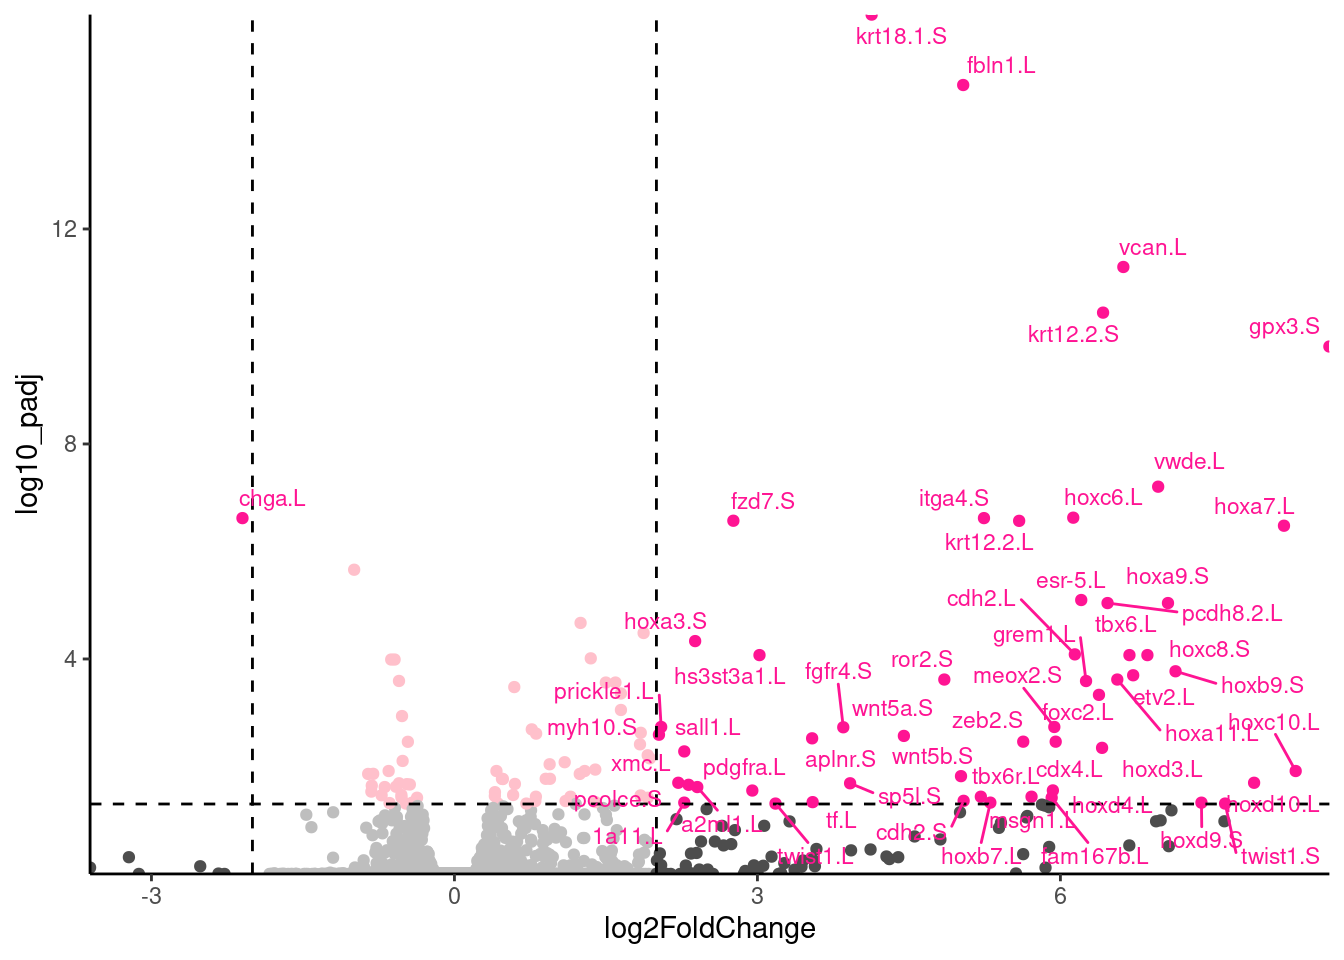 krt18.1.S
fbln1.L
12
vcan.L
krt12.2.S
gpx3.S
log10_padj
8
vwde.L
chga.L
fzd7.S
itga4.S
hoxc6.L
hoxa7.L
krt12.2.L
esr-5.L
hoxa9.S
cdh2.L
pcdh8.2.L
hoxa3.S
grem1.L
tbx6.L
4
hs3st3a1.L
fgfr4.S
ror2.S
meox2.S
hoxc8.S
hoxb9.S
prickle1.L
etv2.L
myh10.S
sall1.L
wnt5a.S
zeb2.S
foxc2.L
hoxa11.L
hoxc10.L
xmc.L
pdgfra.L
aplnr.S
wnt5b.S
tbx6r.L
cdx4.L
hoxd3.L
pcolce.S
sp5l.S
hoxd4.L
hoxd10.L
1a11.L
a2ml1.L
tf.L
cdh2.S
msgn1.L
hoxd9.S
twist1.L
hoxb7.L
fam167b.L
twist1.S
-3
0
3
6
log2FoldChange